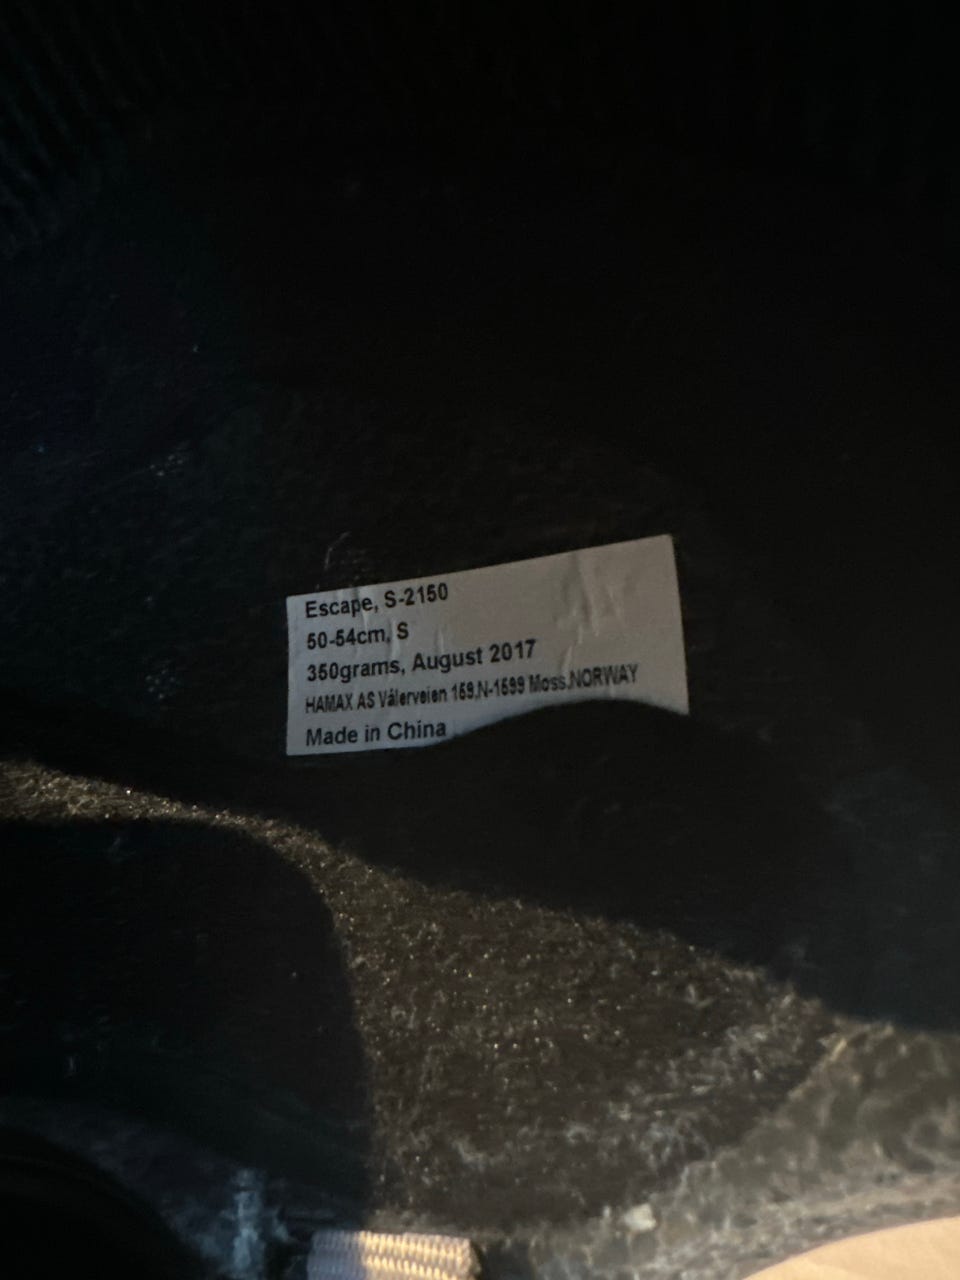 Escape, S-2150
50-54cm, S
350grams, August 2017
HAMAX AS Vålerveien 159,N-1599 Moss,NORWAY
Made in China